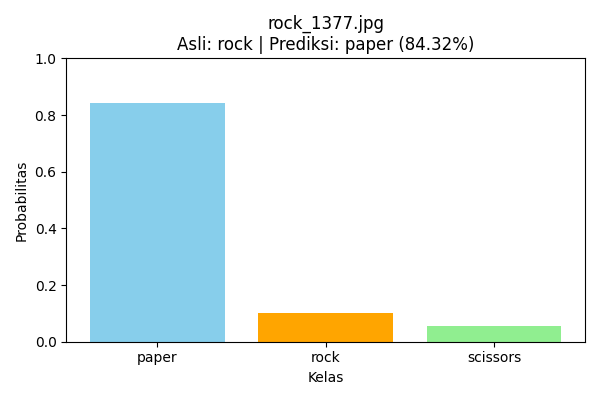 rock_1377.jpg
Asli: rock | Prediksi: paper (84.32%)
1.0
0.8
0.6
0.4
0.2
0.0
Probabilitas
paper rock scissors
Kelas